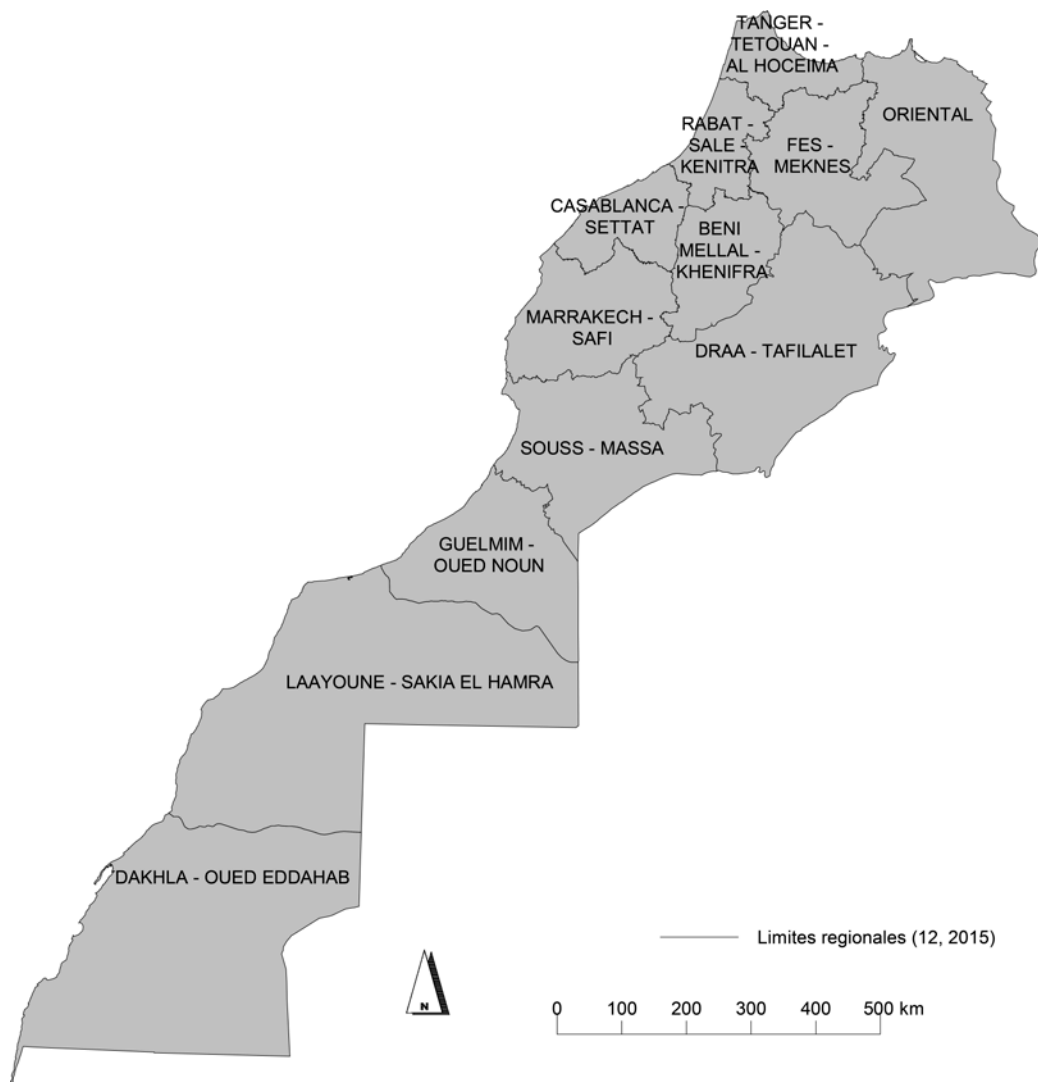 TANGER -
TETOUAN -
AL HOCEIMA
ORIENTAL
RABAT -
SALE -
KENITRA
FES -
MEKNES
CASABLANCA -
SETTAT
BENI
MELLAL -
KHENIFRA
MARRAKECH -
SAFI
DRAA - TAFILALET
SOUSS - MASSA
GUELMIM -
OUED NOUN
LAAYOUNE - SAKIA EL HAMRA
DAKHLA - OUED EDDAHAB
Limites regionales (12, 2015)
N
0 100 200 300 400 500 km